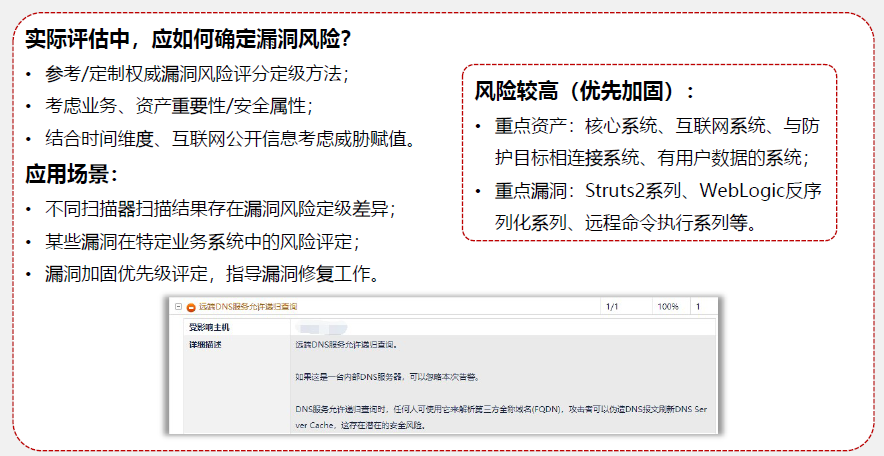 实际评估中，应如何确定漏洞风险？
• 参考/定制权威漏洞风险评分定级方法；
• 考虑业务、资产重要性/安全属性；
• 结合时间维度、互联网公开信息考虑威胁赋值。
应用场景：
• 不同扫描器扫描结果存在漏洞风险定级差异；
• 某些漏洞在特定业务系统中的风险评定；
• 漏洞加固优先级评定，指导漏洞修复工作。
风险较高（优先加固）：
• 重点资产：核心系统、互联网系统、与防
护目标相连接系统、有用户数据的系统；
• 重点漏洞：Struts2系列、WebLogic反序
列化系列、远程命令执行系列等。
远端DNS服务允许递归查询 1/1 100% 1
受影响主机
详细描述 远端DNS服务允许递归查询。
如果这是一台内部DNS服务器，可以忽略本次告警。
DNS服务允许递归查询时，任何人可使用它来解析第三方全称域名(FQDN)，攻击者可以伪造DNS报文刷新DNS Ser
ver Cache，这存在潜在的安全风险。